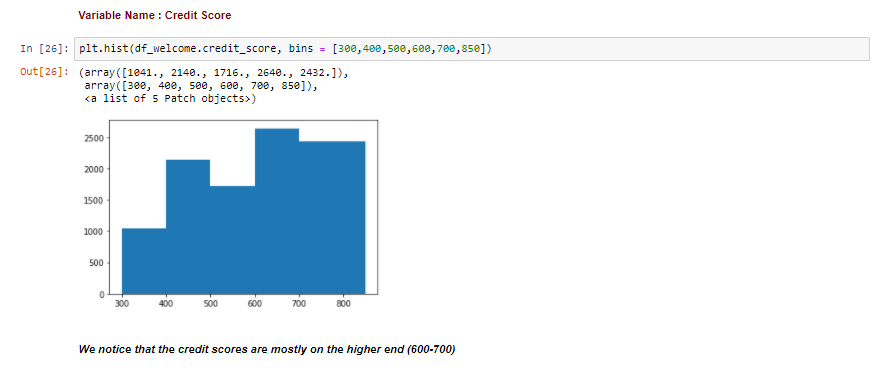 Variable Name : Credit Score
In [26]: plt.hist(df_welcome.credit_score, bins = [300,400,500,600,700,850])
Out[26]: (array([1041., 2140., 1716., 2640., 2432.]),
array([300, 400, 500, 600, 700, 850]),
<a list of 5 Patch objects>)
2500
2000
1500
1000
500
0
300 400 500 600 700 800
We notice that the credit scores are mostly on the higher end (600-700)